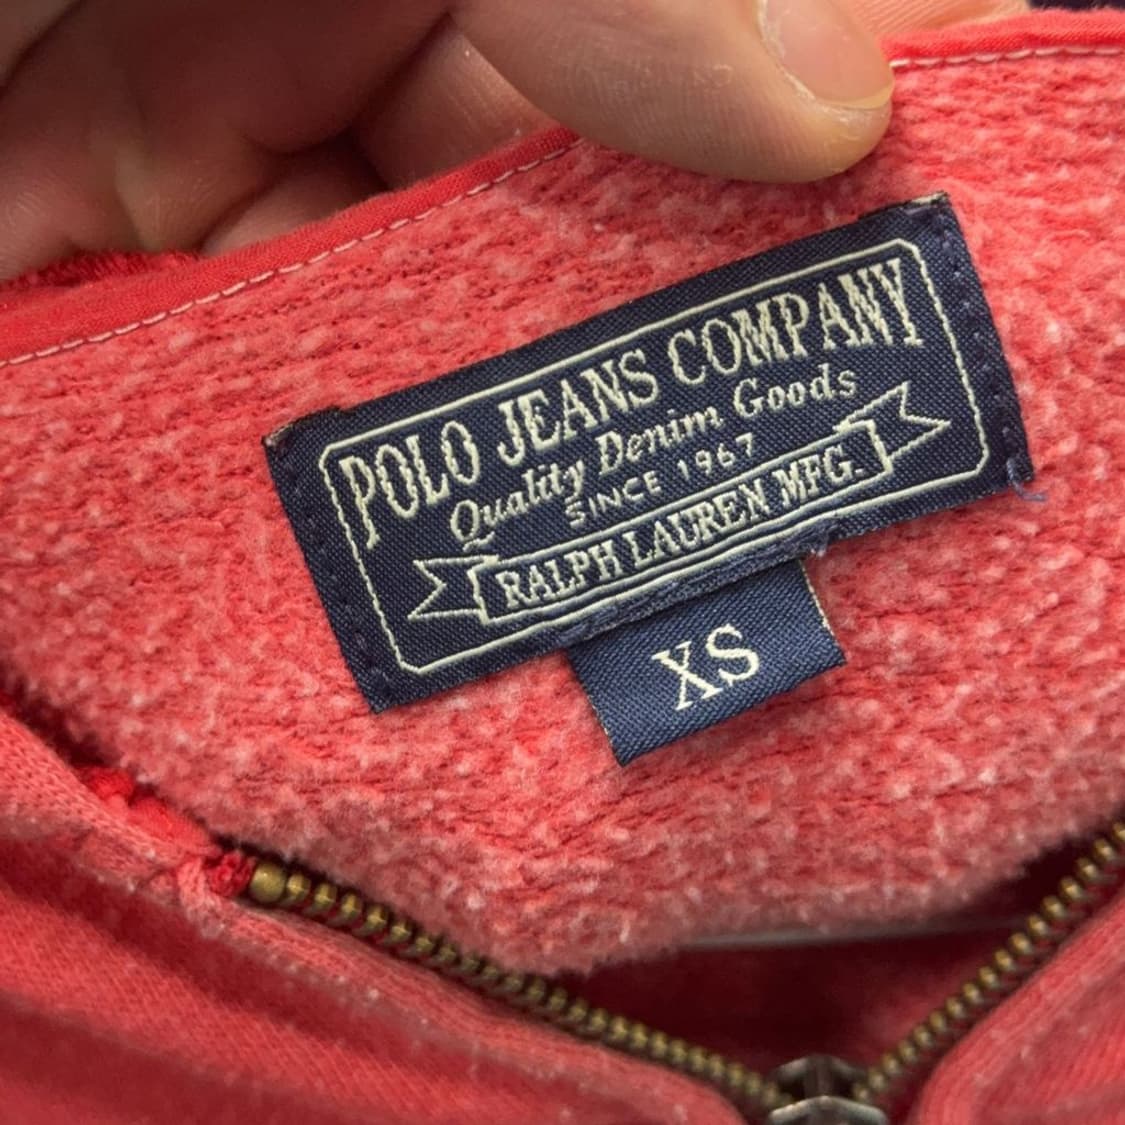 POLO JEANS COMPANY
Quality Denim Goods
SINCE 1967
RALPH LAUREN MFG.
XS